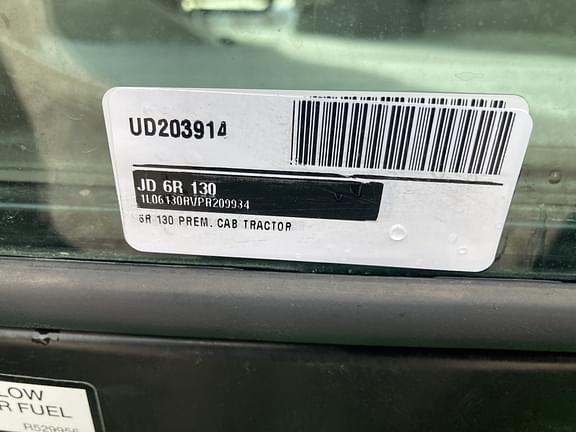 UD203914
JD 6R 130
1L06130RVPR209934
6R 130 PREM. CAB TRACTOR
LOW
R FUEL
R529956